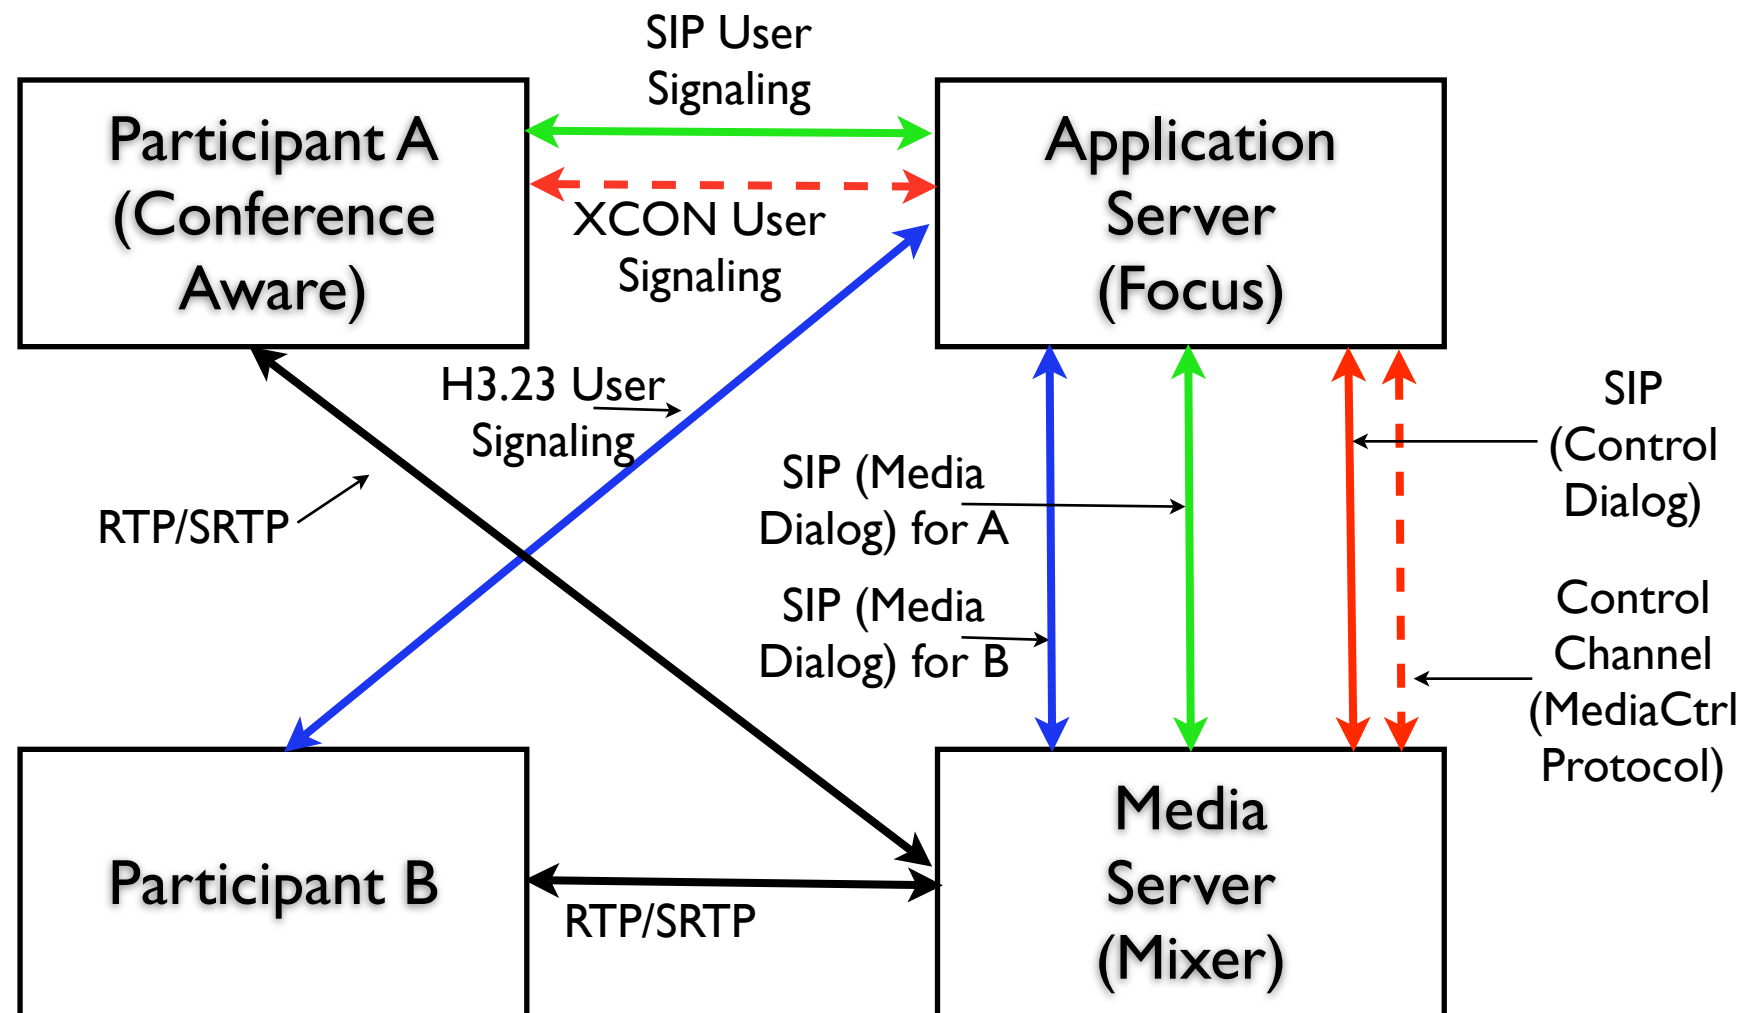 SIP User
Signaling
Participant A
(Conference
Aware)
Application
Server
(Focus)
XCON User
Signaling
H3.23 User
Signaling
RTP/SRTP
SIP (Media
Dialog) for A
SIP (Media
Dialog) for B
SIP
(Control
Dialog)
Control
Channel
(MediaCtrl
Protocol)
Participant B
RTP/SRTP
Media
Server
(Mixer)